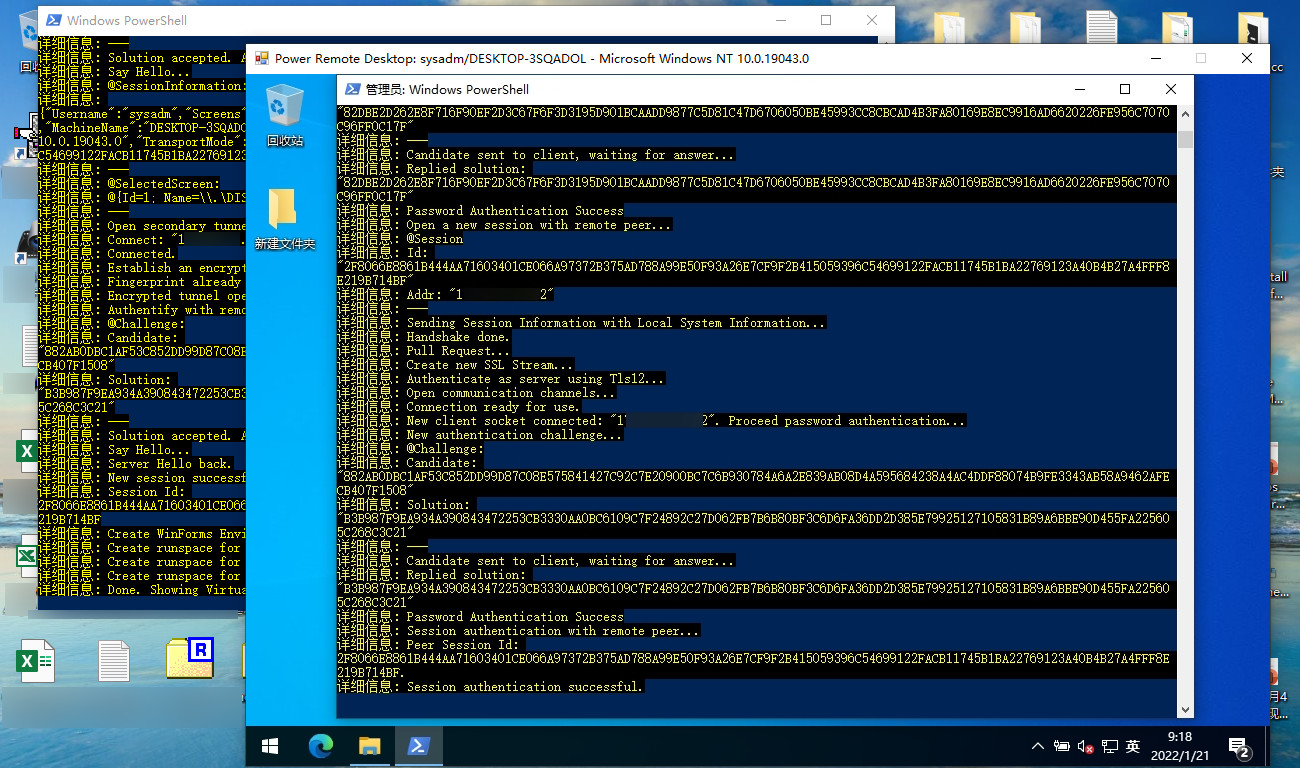 Windows PowerShell
详细信息: ——
详细信息: Solution accepted. A
详细信息: Say Hello...
详细信息: @SessionInformation:
详细信息:
{"Username":"sysadm","Screens"
,"MachineName":"DESKTOP-3SQADO
10.0.19043.0","TransportMode":
C54699122FACB11745B1BA22769123
详细信息: ——
详细信息: @SelectedScreen:
详细信息: @{Id=1; Name=\\.\DIS
详细信息: ——
详细信息: Open secondary tunne
详细信息: Connect: "1
详细信息: Connected.
详细信息: Establish an encrypt
详细信息: Fingerprint already
详细信息: Encrypted tunnel ope
详细信息: Authentify with remo
详细信息: @Challenge:
详细信息: Candidate:
"882AB0DBC1AF53C852DD99D87C08E
CB407F1508"
详细信息: Solution:
"B3B987F9EA934A390843472253CB3
5C268C3C21"
详细信息: ——
详细信息: Solution accepted. A
详细信息: Say Hello...
详细信息: Server Hello back.
详细信息: New session successf
详细信息: Session Id:
2F8066E8861B444AA71603401CE066
219B714BF
详细信息: Create WinForms Envi
详细信息: Create runspace for
详细信息: Create runspace for
详细信息: Create runspace for
详细信息: Done. Showing Virtua
Power Remote Desktop: sysadm/DESKTOP-3SQADOL - Microsoft Windows NT 10.0.19043.0
回收站
新建文件夹
管理员: Windows PowerShell
"82DBE2D262E8F716F90EF2D3C67F6F3D3195D901BCAADD9877C5D81C47D6706050BE45993CC8CBCAD4B3FA80169E8EC9916AD6620226FE956C7070
C96FF0C17F"
详细信息: ——
详细信息: Candidate sent to client, waiting for answer...
详细信息: Replied solution:
"82DBE2D262E8F716F90EF2D3C67F6F3D3195D901BCAADD9877C5D81C47D6706050BE45993CC8CBCAD4B3FA80169E8EC9916AD6620226FE956C7070
C96FF0C17F"
详细信息: Password Authentication Success
详细信息: Open a new session with remote peer...
详细信息: @Session
详细信息: Id:
"2F8066E8861B444AA71603401CE066A97372B375AD788A99E50F93A26E7CF9F2B415059396C54699122FACB11745B1BA22769123A40B4B27A4FFF8
E219B714BF"
详细信息: Addr: "1 2"
详细信息: ——
详细信息: Sending Session Information with Local System Information...
详细信息: Handshake done.
详细信息: Pull Request...
详细信息: Create new SSL Stream...
详细信息: Authenticate as server using Tls12...
详细信息: Open communication channels...
详细信息: Connection ready for use.
详细信息: New client socket connected: "1 2". Proceed password authentication...
详细信息: New authentication challenge...
详细信息: @Challenge:
详细信息: Candidate:
"882AB0DBC1AF53C852DD99D87C08E575841427C92C7E20900BC7C6B930784A6A2E839AB08D4A595684238A4AC4DDF88074B9FE3343AB58A9462AFE
CB407F1508"
详细信息: Solution:
"B3B987F9EA934A390843472253CB3330AA0BC6109C7F24892C27D062FB7B6B80BF3C6D6FA36DD2D385E79925127105831B89A6BBE90D455FA22560
5C268C3C21"
详细信息: ——
详细信息: Candidate sent to client, waiting for answer...
详细信息: Replied solution:
"B3B987F9EA934A390843472253CB3330AA0BC6109C7F24892C27D062FB7B6B80BF3C6D6FA36DD2D385E79925127105831B89A6BBE90D455FA22560
5C268C3C21"
详细信息: Password Authentication Success
详细信息: Session authentication with remote peer...
详细信息: Peer Session Id:
2F8066E8861B444AA71603401CE066A97372B375AD788A99E50F93A26E7CF9F2B415059396C54699122FACB11745B1BA22769123A40B4B27A4FFF8E
219B714BF.
详细信息: Session authentication successful.
英
9:18
2022/1/21
2
R